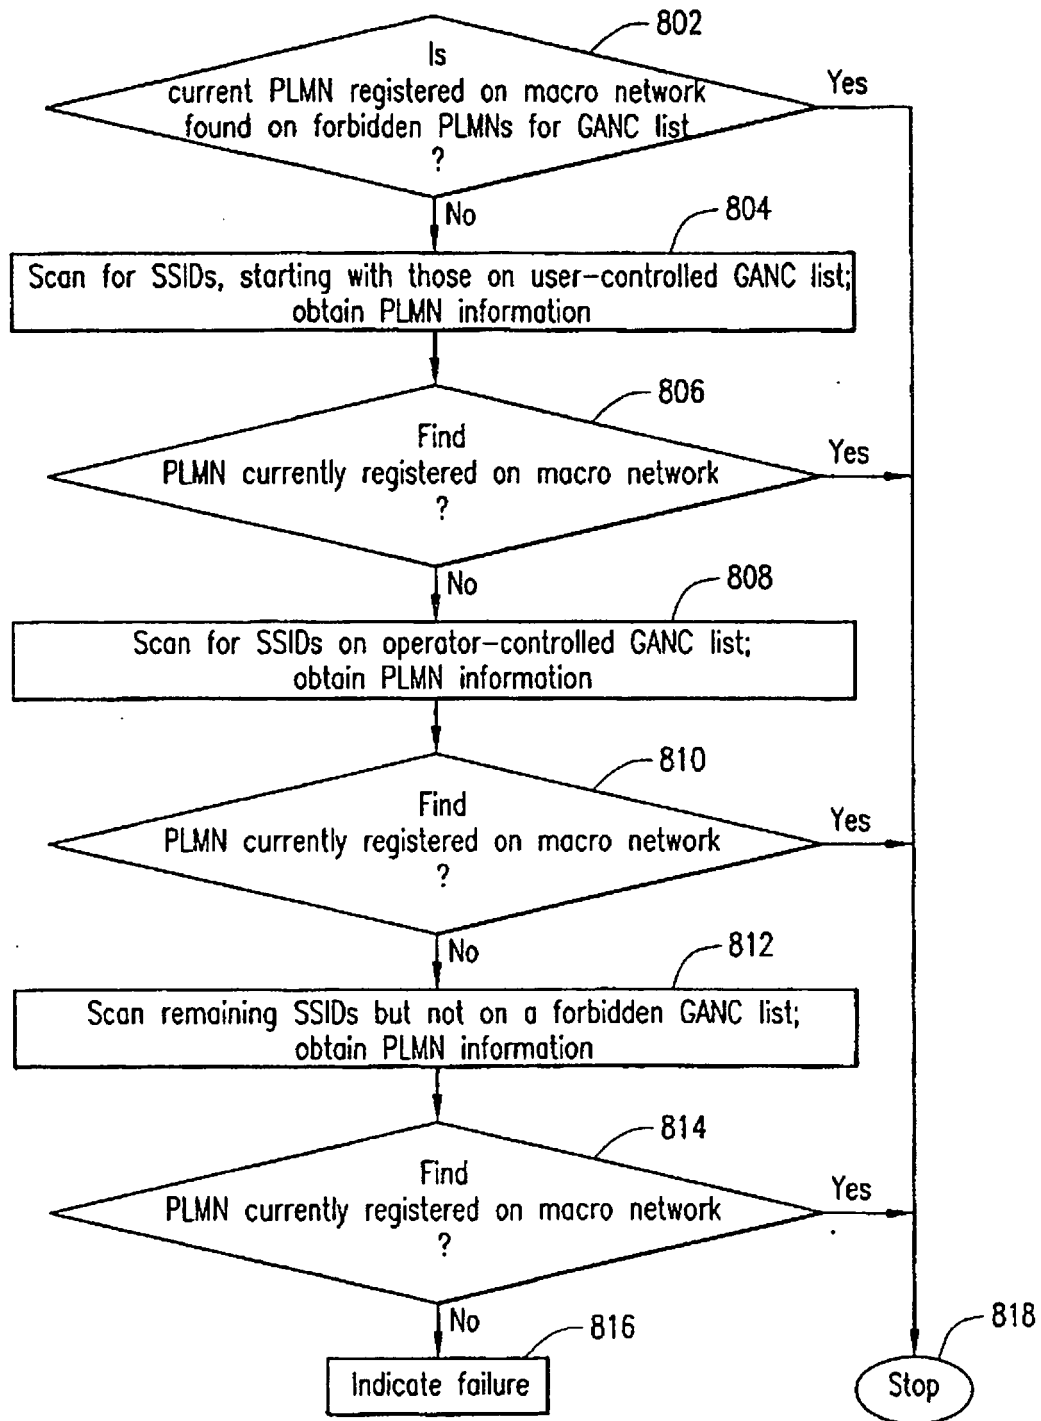 802
Is
current PLMN registered on macro network
found on forbidden PLMNs for GANC list
?
Yes
No
804
Scan for SSIDs, starting with those on user-controlled GANC list;
obtain PLMN information
806
Find
PLMN currently registered on macro network
?
Yes
No
808
Scan for SSIDs on operator-controlled GANC list;
obtain PLMN information
810
Find
PLMN currently registered on macro network
?
Yes
No
812
Scan remaining SSIDs but not on a forbidden GANC list;
obtain PLMN information
814
Find
PLMN currently registered on macro network
?
Yes
No
816
Indicate failure
818
Stop